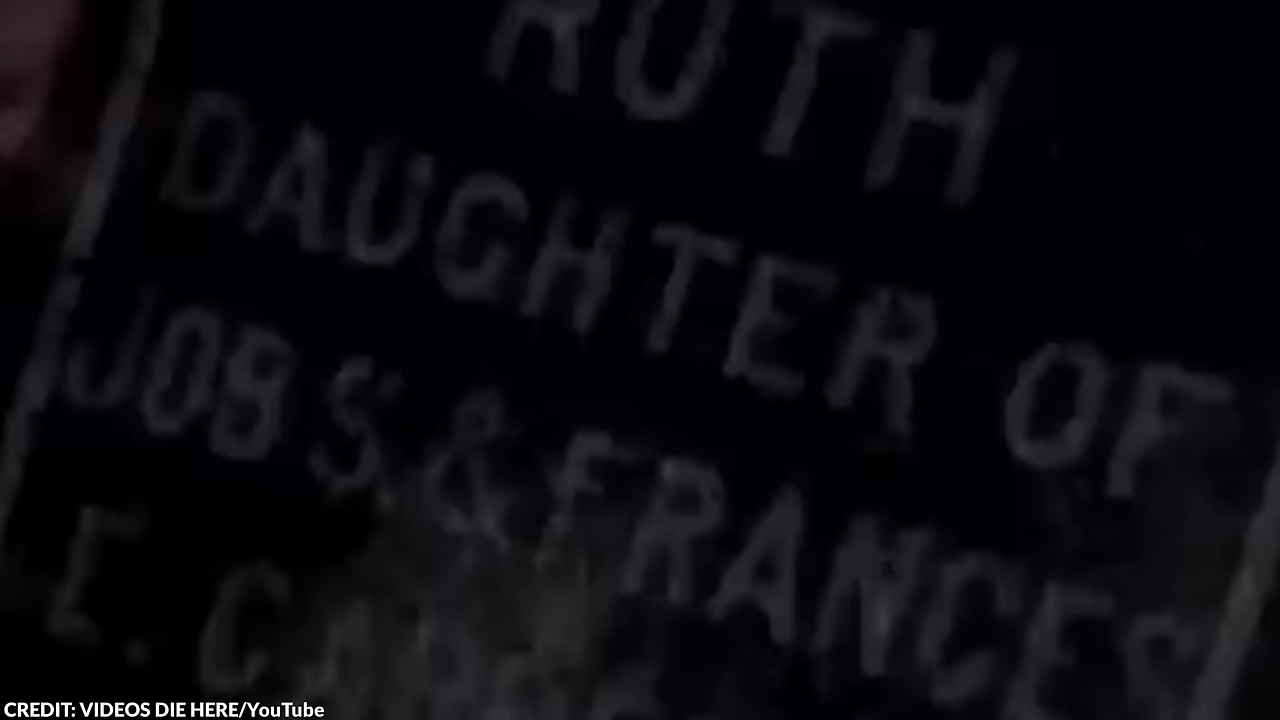 RUTH
DAUGHTER OF
JOB S. & FRANCES
E.
CREDIT: VIDEOS DIE HERE/YouTube